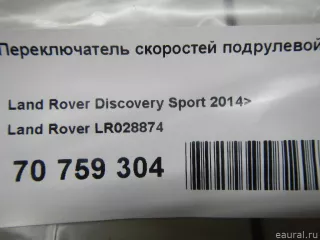 Переключатель скоростей подрулевой
Land Rover Discovery Sport 2014>
Land Rover LR028874
70 759 304
eaural.ru